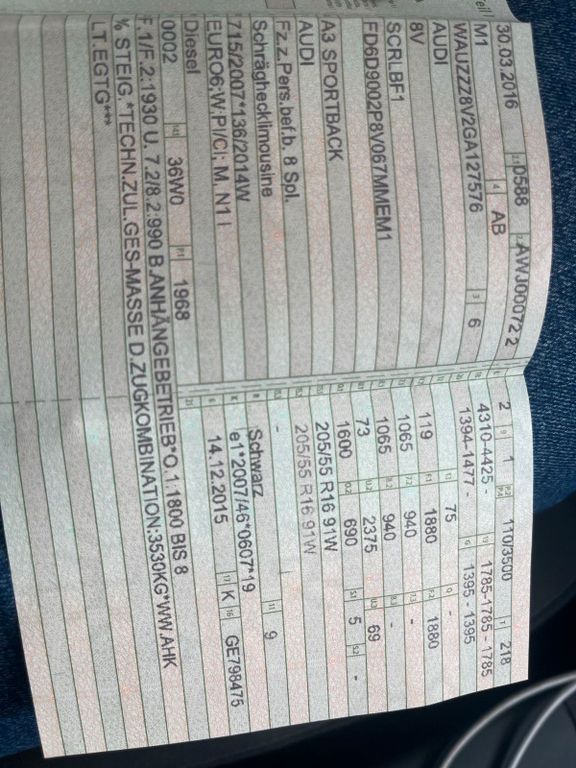 30.03.2016 0588 AWJ00072 2
M1 AB
WAUZZZ8V2GA127576 6
AUDI
8V
SCRLBF1
FD6D9002P8V067MMEM1
A3 SPORTBACK
AUDI
Fz.z.Pers.bef.b. 8 Spl.
Schräghecklimousine
715/2007*136/2014W
EURO6;W;PI/CI; M, N1 I
Diesel
0002 36W0 1968
F.1/F.2:1930 U. 7.2/8.2:990 B.ANHÄNGEBETRIEB*O.1:1800 BIS 8
% STEIG.*TECHN.ZUL.GES-MASSE D.ZUGKOMBINATION:3530KG*WW.AHK
LT.EGTG***
2 1 110/3500 218
4310-4425 - 1785-1785 - 1785
1394-1477 - 1395 - 1395
75 -
119 1880 1880
1065 940 -
1065 940 -
73 2375 69
1600 690 5 -
205/55 R16 91W
205/55 R16 91W
-
Schwarz 9
e1*2007/46*0607*19
14.12.2015 K GE798475